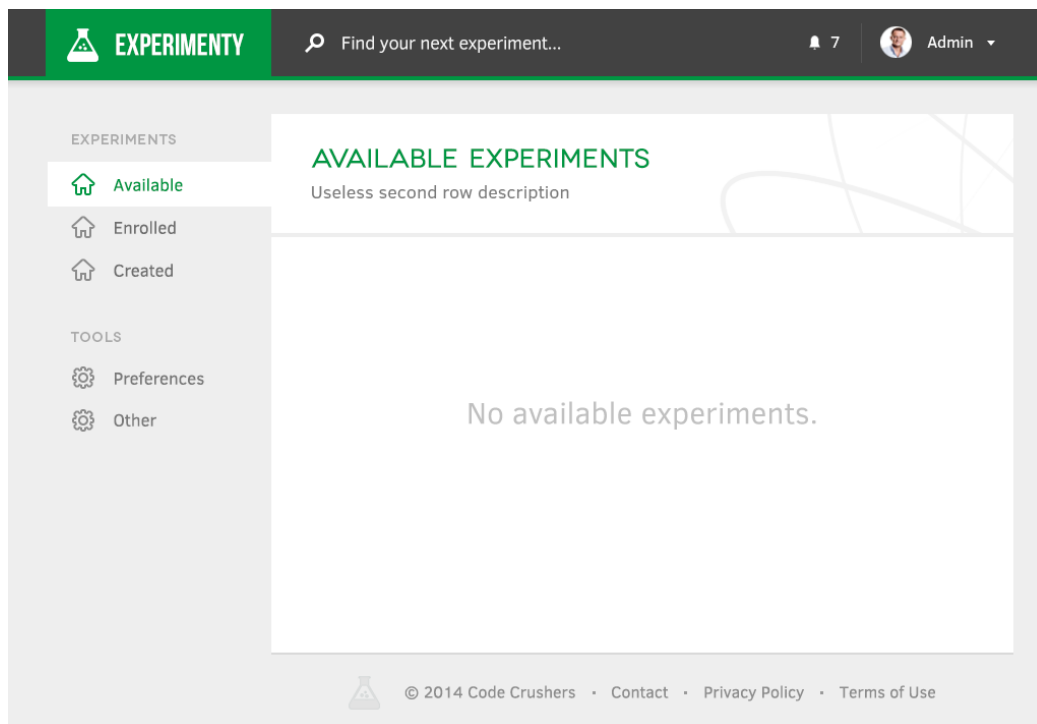 EXPERIMENTY
Find your next experiment...
7
Admin
EXPERIMENTS
Available
Enrolled
Created
TOOLS
Preferences
Other
AVAILABLE EXPERIMENTS
Useless second row description
No available experiments.
© 2014 Code Crushers · Contact · Privacy Policy · Terms of Use